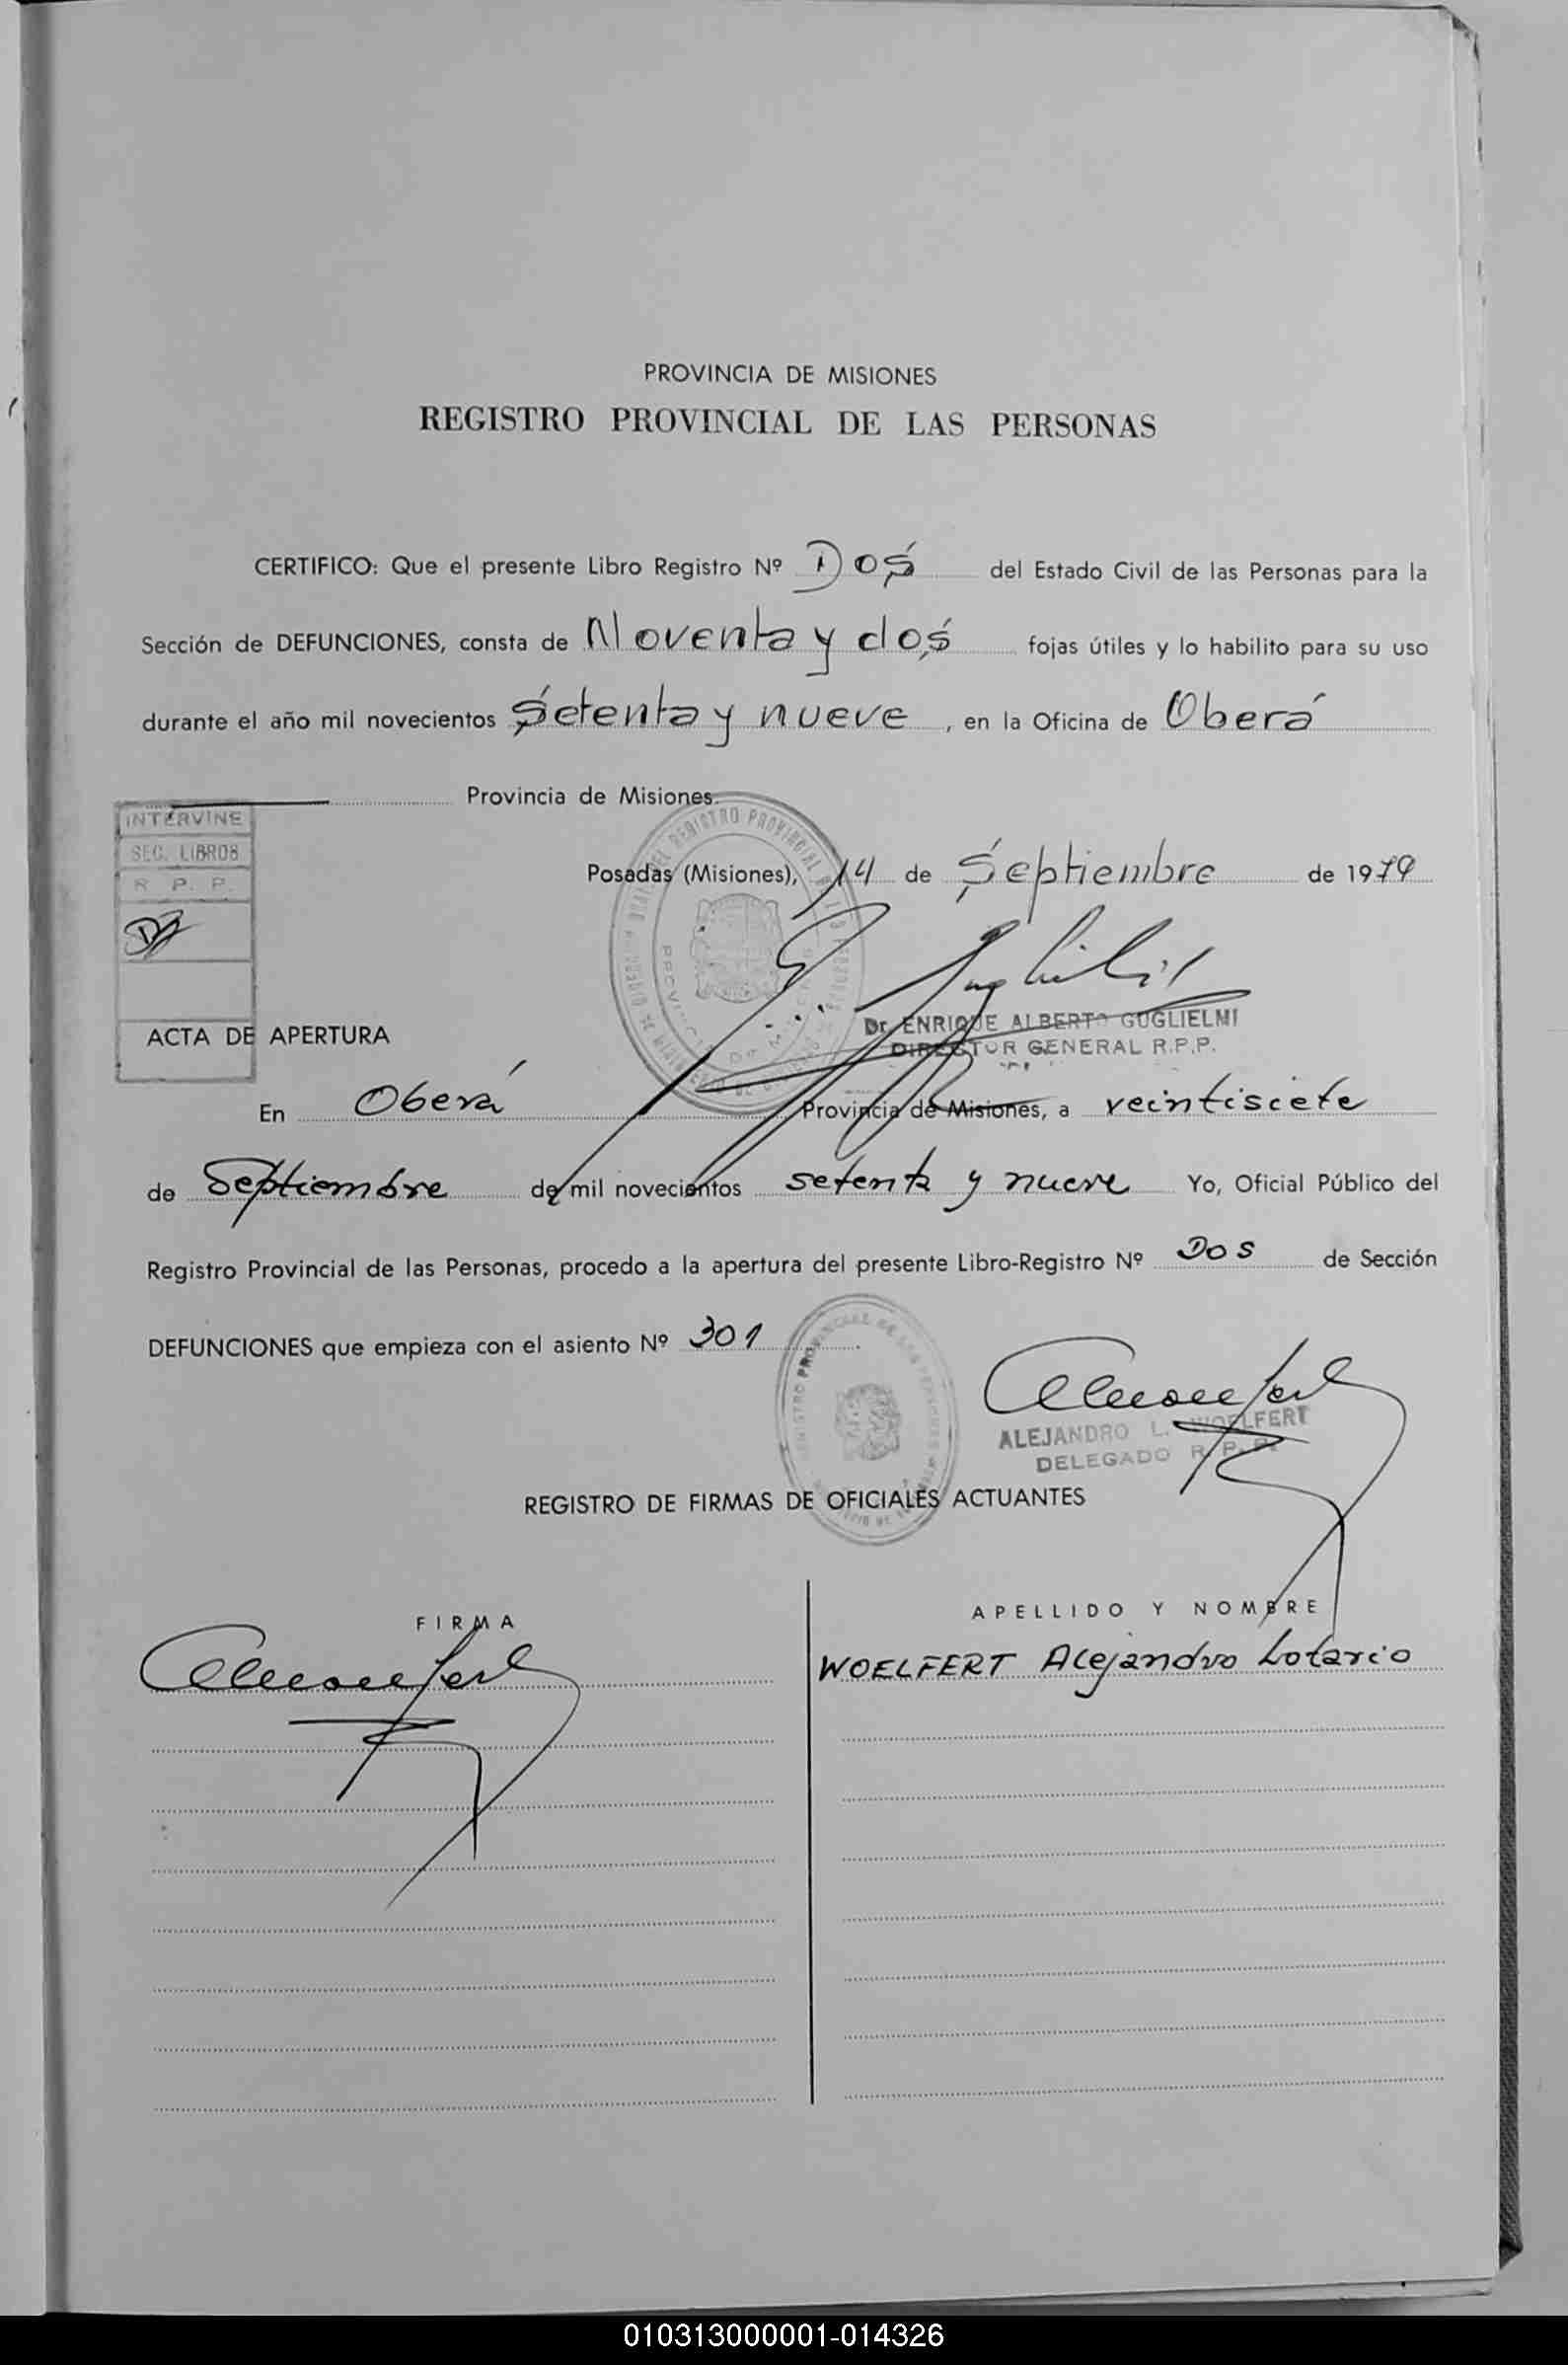 PROVINCIA DE MISIONES
REGISTRO PROVINCIAL DE LAS PERSONAS
CERTIFICO: Que el presente Libro Registro Nº Dos del Estado Civil de las Personas para la
Sección de DEFUNCIONES, consta de Noventa y dos fojas útiles y lo habilito para su uso
durante el año mil novecientos setenta y nueve, en la Oficina de Oberá
Provincia de Misiones.
INTERVINE
SEC. LIBROS
R. P. P.
Posadas (Misiones), 14 de Septiembre de 1979
Dr. ENRIQUE ALBERTO GUGLIELMI
DIRECTOR GENERAL R.P.P.
ACTA DE APERTURA
En Oberá Provincia de Misiones, a veintisiete
de Septiembre de mil novecientos setenta y nueve Yo, Oficial Público del
Registro Provincial de las Personas, procedo a la apertura del presente Libro-Registro Nº Dos de Sección
DEFUNCIONES que empieza con el asiento Nº 301
ALEJANDRO L. WOELFERT
DELEGADO R. P. P.
REGISTRO DE FIRMAS DE OFICIALES ACTUANTES
FIRMA
APELLIDO Y NOMBRE
WOELFERT Alejandro Lotario
010313000001-014326